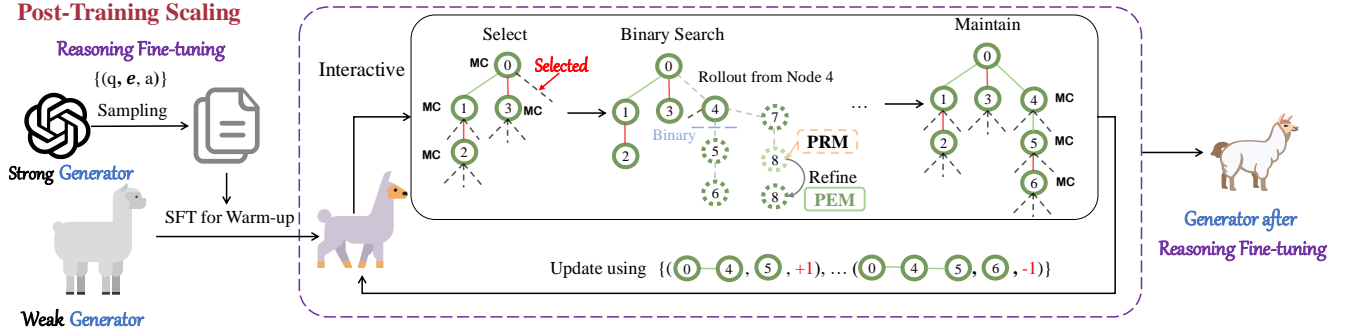 Post-Training Scaling
Reasoning Fine-tuning
{(q, e, a)}
Sampling
Strong Generator
SFT for Warm-up
Weak Generator
Interactive
Select
MC 0
Selected
MC 1 3 MC
MC 2
Binary Search
0
Rollout from Node 4
1 3 4 7
Binary
2 5 8 PRM
Refine
6 8 PEM
...
Maintain
0
MC 1 3 4 MC
2 5 MC
6 MC
Update using {(0 4, 5, +1), ... (0 4 5, 6, -1)}
Generator after
Reasoning Fine-tuning